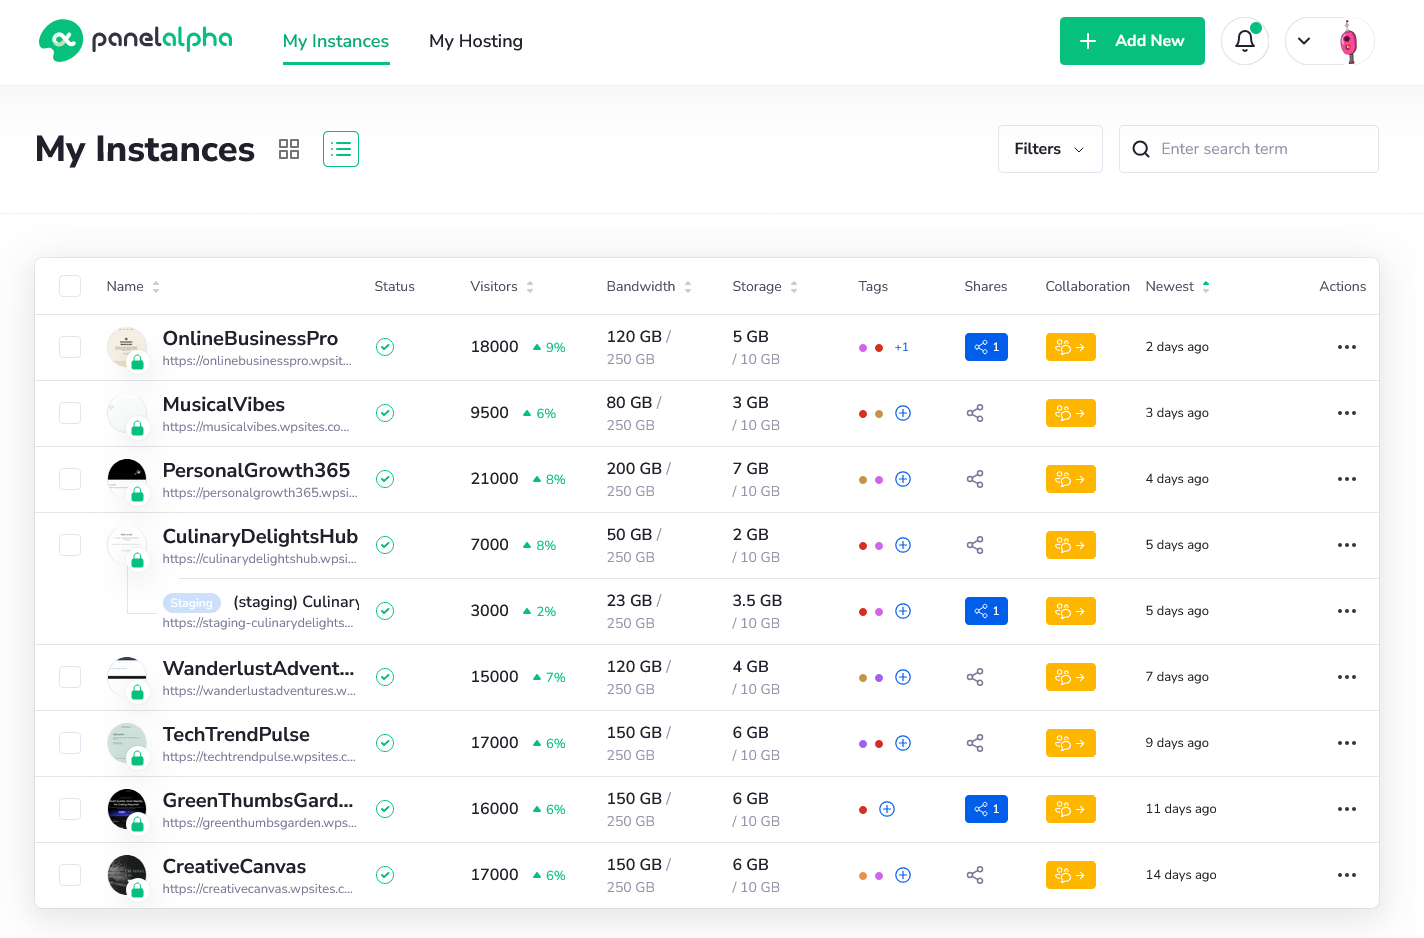 panelalpha
My Instances
My Hosting
Add New
My Instances
Filters
Enter search term
Name Status Visitors Bandwidth Storage Tags Shares Collaboration Newest Actions
OnlineBusinessPro
https://onlinebusinesspro.wpsit...
18000 9%
120 GB /
250 GB
5 GB
/ 10 GB
+1
1
2 days ago
MusicalVibes
https://musicalvibes.wpsites.co...
9500 6%
80 GB /
250 GB
3 GB
/ 10 GB
3 days ago
PersonalGrowth365
https://personalgrowth365.wpsi...
21000 8%
200 GB /
250 GB
7 GB
/ 10 GB
4 days ago
CulinaryDelightsHub
https://culinarydelightshub.wpsi...
7000 8%
50 GB /
250 GB
2 GB
/ 10 GB
5 days ago
Staging (staging) Culinary
https://staging-culinarydelights...
3000 2%
23 GB /
250 GB
3.5 GB
/ 10 GB
1
5 days ago
WanderlustAdvent...
https://wanderlustadventures.w...
15000 7%
120 GB /
250 GB
4 GB
/ 10 GB
7 days ago
TechTrendPulse
https://techtrendpulse.wpsites.c...
17000 6%
150 GB /
250 GB
6 GB
/ 10 GB
9 days ago
GreenThumbsGard...
https://greenthumbsgarden.wps...
16000 6%
150 GB /
250 GB
6 GB
/ 10 GB
1
11 days ago
CreativeCanvas
https://creativecanvas.wpsites.c...
17000 6%
150 GB /
250 GB
6 GB
/ 10 GB
14 days ago